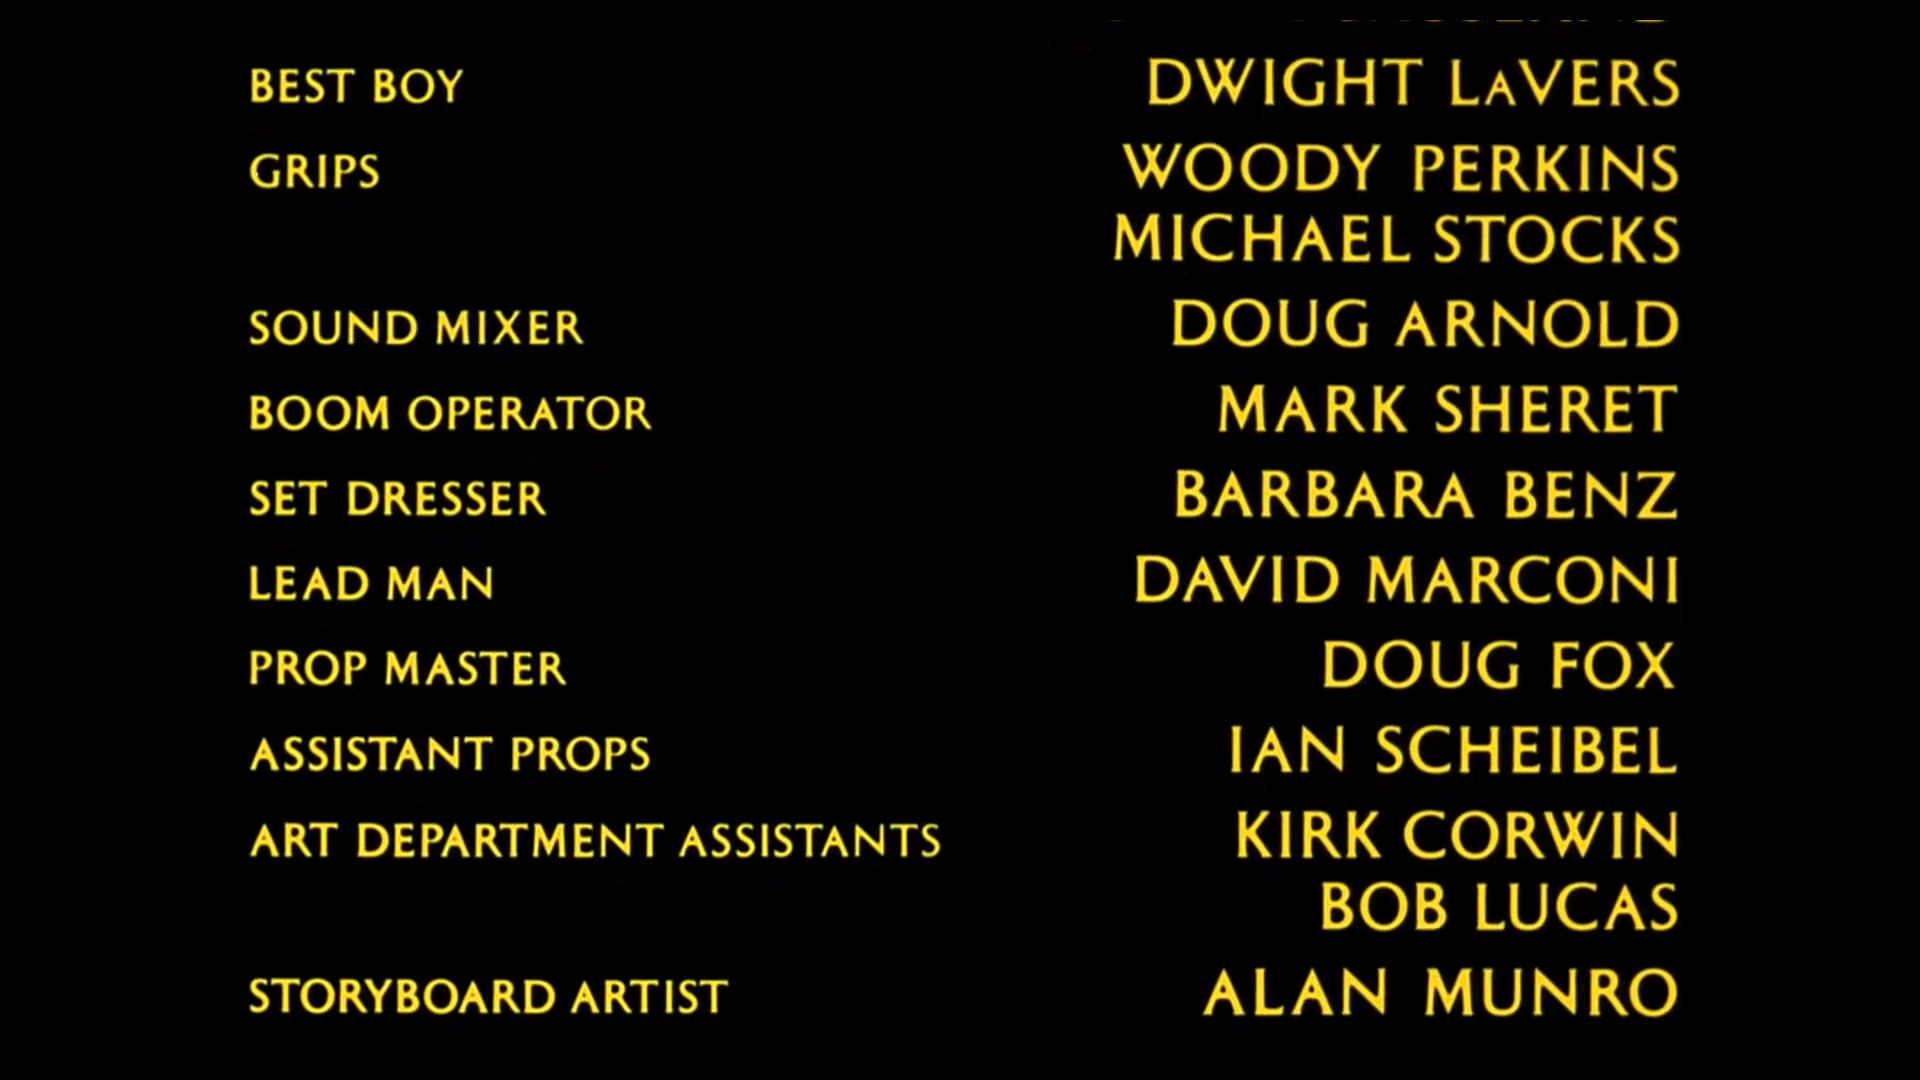 BEST BOY DWIGHT LaVERS
GRIPS WOODY PERKINS
MICHAEL STOCKS
SOUND MIXER DOUG ARNOLD
BOOM OPERATOR MARK SHERET
SET DRESSER BARBARA BENZ
LEAD MAN DAVID MARCONI
PROP MASTER DOUG FOX
ASSISTANT PROPS IAN SCHEIBEL
ART DEPARTMENT ASSISTANTS KIRK CORWIN
BOB LUCAS
STORYBOARD ARTIST ALAN MUNRO